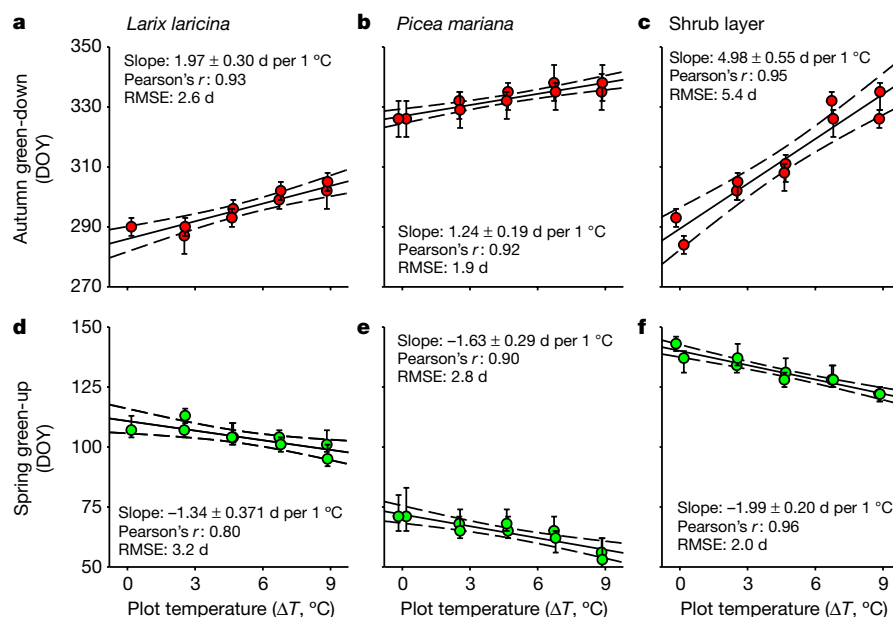 a
Larix laricina
b
Picea mariana
c
Shrub layer
Autumn green-down
(DOY)
350
330
310
290
270
Slope: 1.97 ± 0.30 d per 1 °C
Pearson's r: 0.93
RMSE: 2.6 d
Slope: 1.24 ± 0.19 d per 1 °C
Pearson's r: 0.92
RMSE: 1.9 d
Slope: 4.98 ± 0.55 d per 1 °C
Pearson's r: 0.95
RMSE: 5.4 d
d
e
f
Spring green-up
(DOY)
150
125
100
75
50
Slope: –1.34 ± 0.371 d per 1 °C
Pearson's r: 0.80
RMSE: 3.2 d
Slope: –1.63 ± 0.29 d per 1 °C
Pearson's r: 0.90
RMSE: 2.8 d
Slope: –1.99 ± 0.20 d per 1 °C
Pearson's r: 0.96
RMSE: 2.0 d
0 3 6 9
0 3 6 9
0 3 6 9
Plot temperature (ΔT, °C)
Plot temperature (ΔT, °C)
Plot temperature (ΔT, °C)